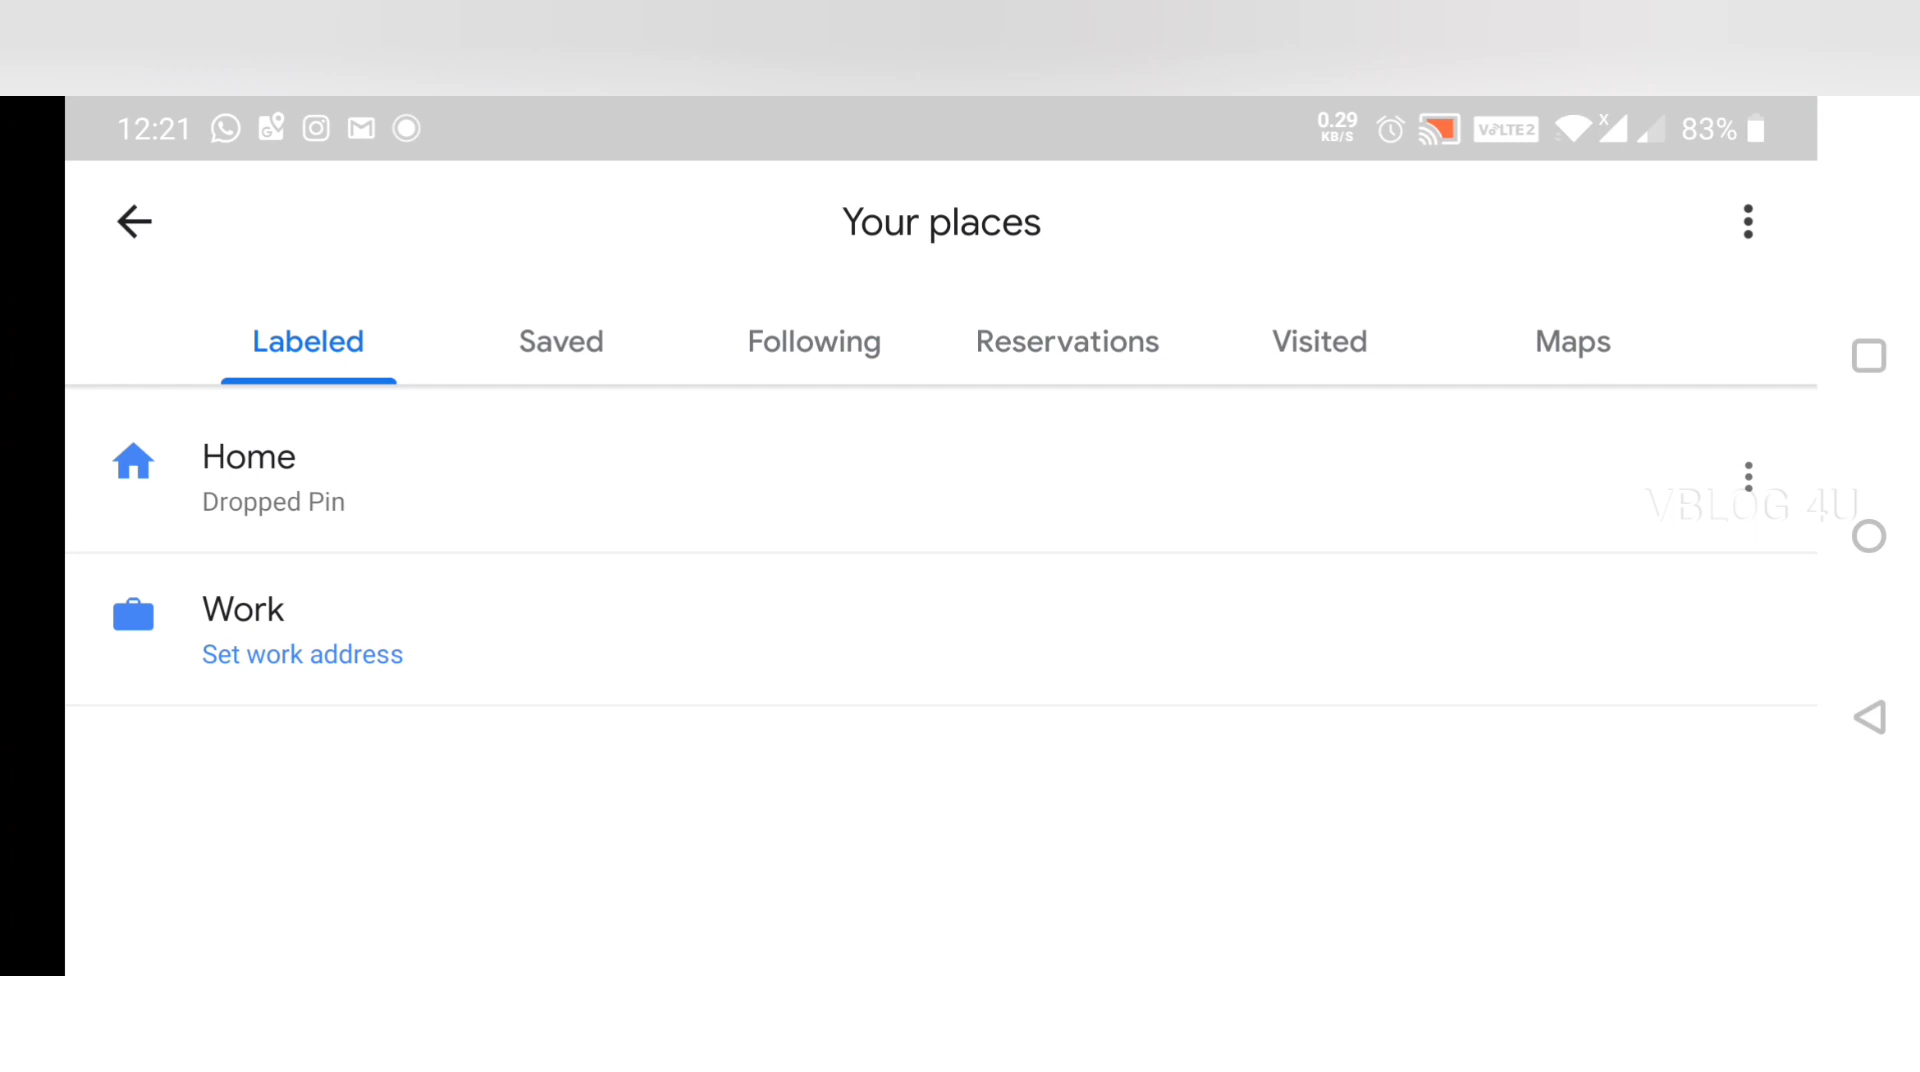 12:21
0.29
KB/S
VoLTE2
X
83%
Your places
Labeled
Saved
Following
Reservations
Visited
Maps
Home
Dropped Pin
VBLOG 4U
Work
Set work address